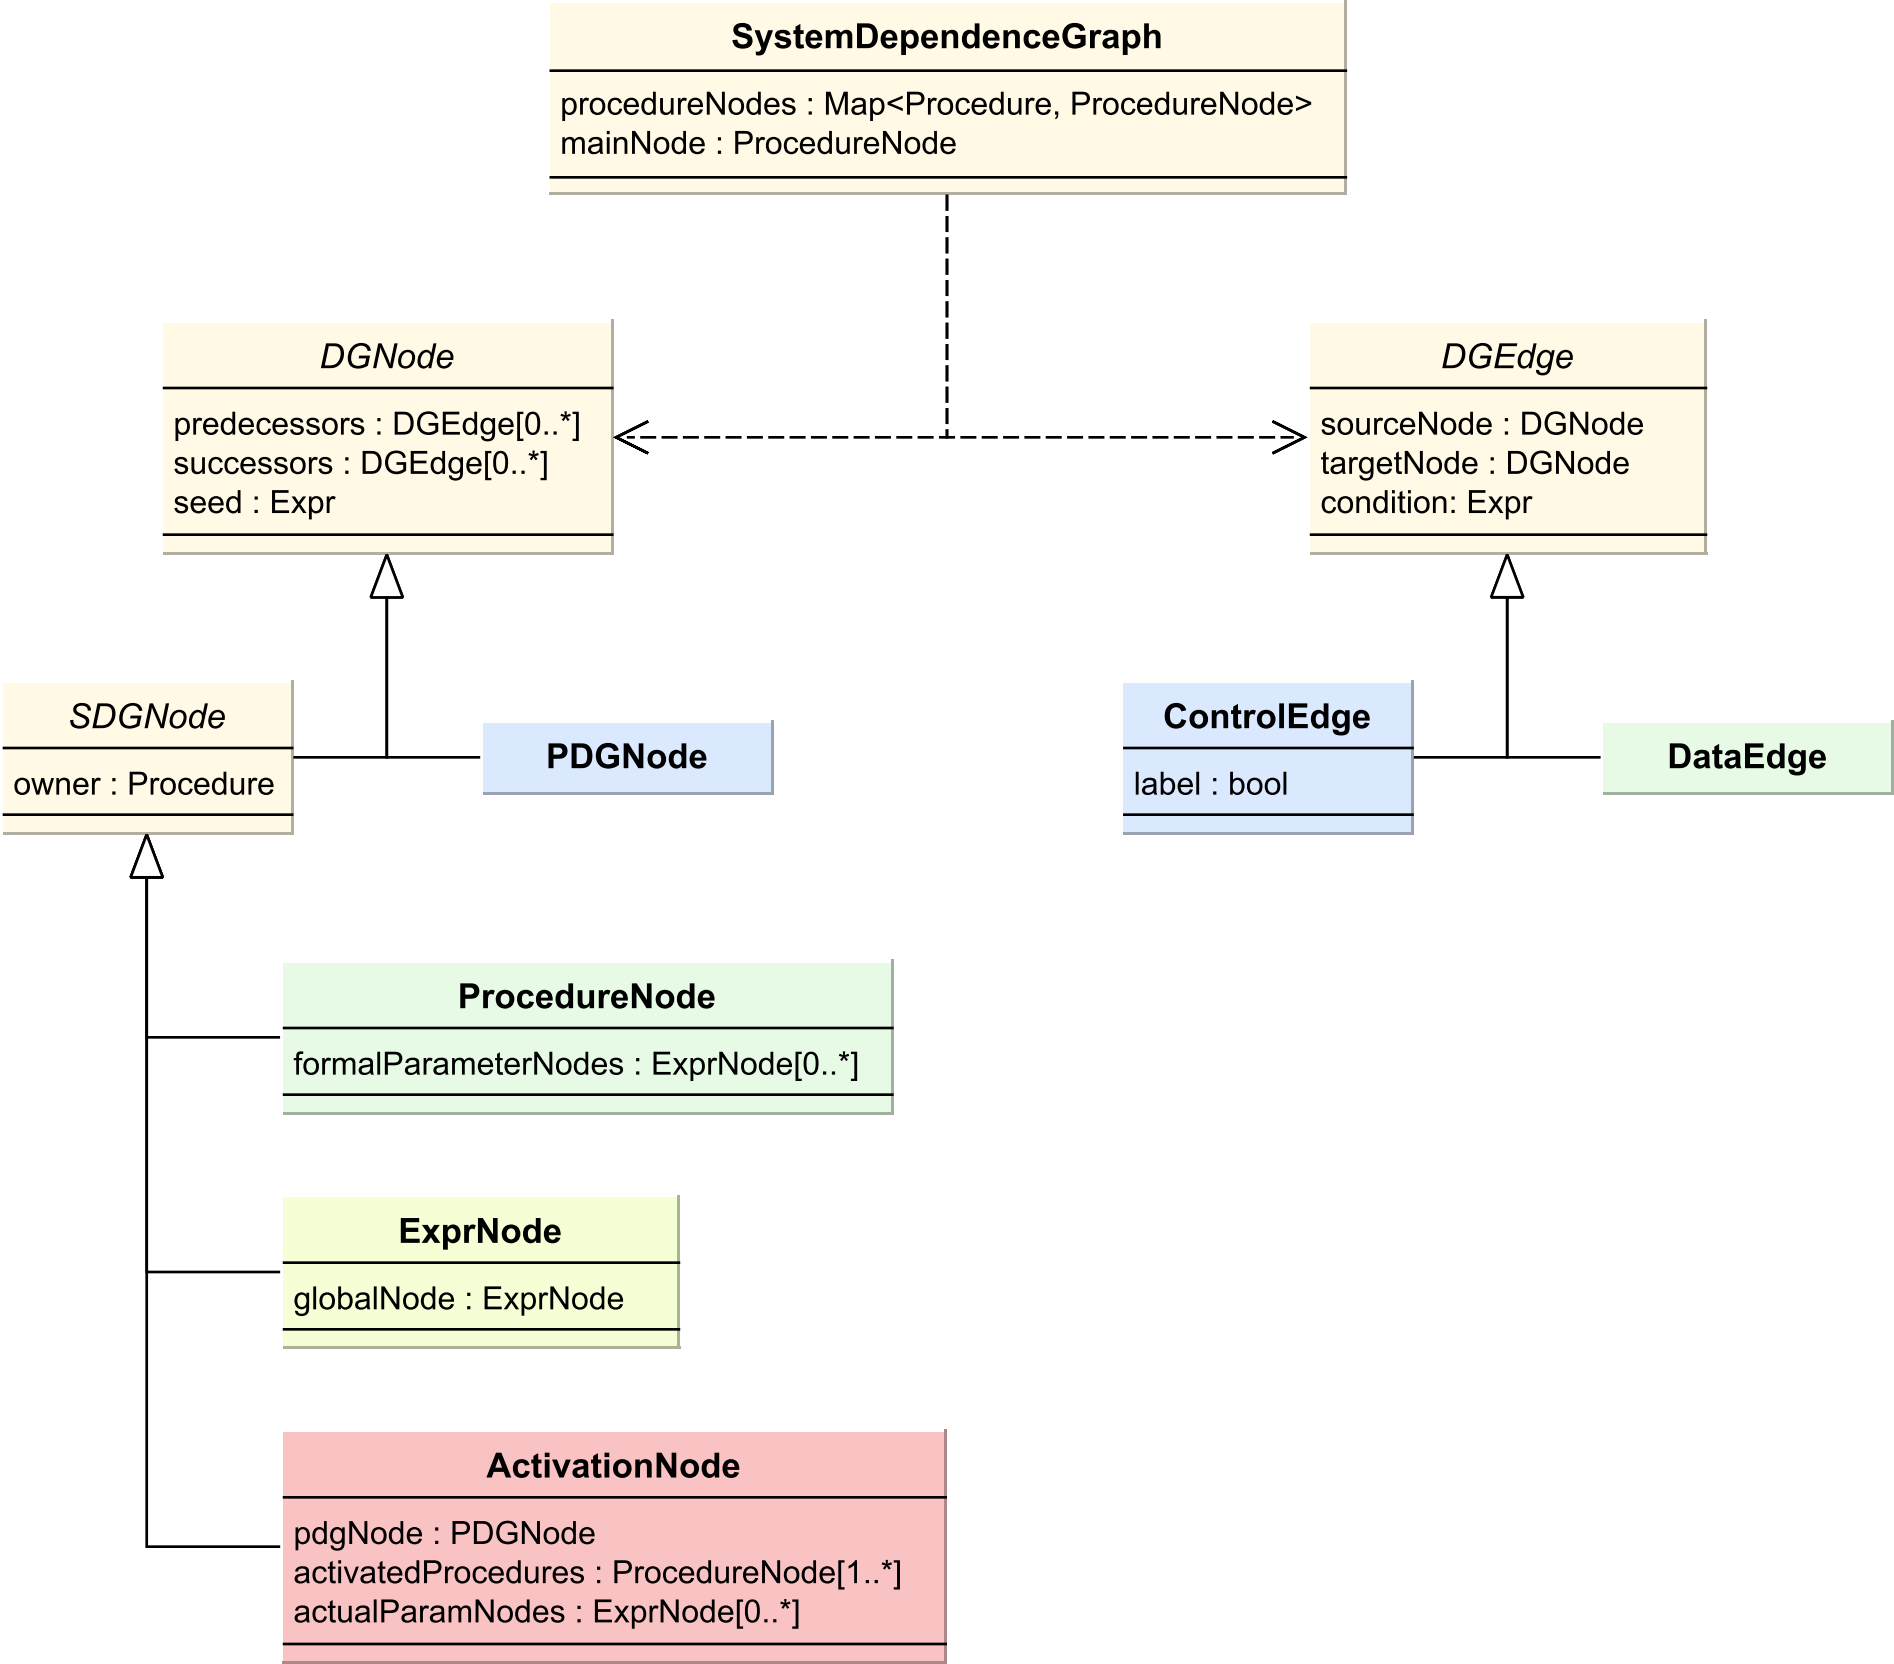 SystemDependenceGraph
procedureNodes : Map<Procedure, ProcedureNode>
mainNode : ProcedureNode
DGNode
predecessors : DGEdge[0..*]
successors : DGEdge[0..*]
seed : Expr
DGEdge
sourceNode : DGNode
targetNode : DGNode
condition: Expr
SDGNode
owner : Procedure
PDGNode
ControlEdge
label : bool
DataEdge
ProcedureNode
formalParameterNodes : ExprNode[0..*]
ExprNode
globalNode : ExprNode
ActivationNode
pdgNode : PDGNode
activatedProcedures : ProcedureNode[1..*]
actualParamNodes : ExprNode[0..*]